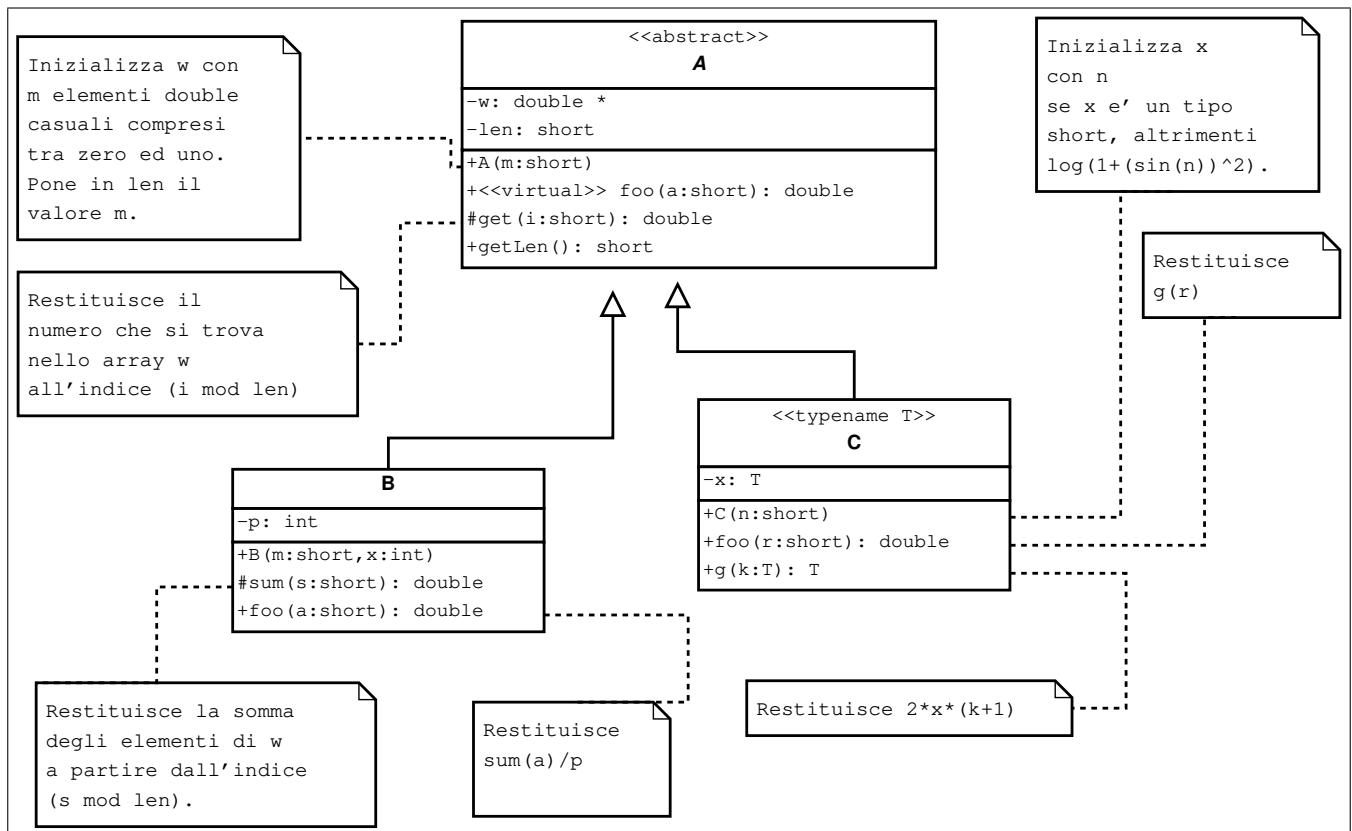 Inizializza w con
m elementi double
casuali compresi
tra zero ed uno.
Pone in len il
valore m.
<<abstract>>
A
-w: double *
-len: short
+A(m:short)
+<<virtual>> foo(a:short): double
#get(i:short): double
+getLen(): short
Inizializza x
con n
se x e' un tipo
short, altrimenti
log(1+(sin(n))^2).
Restituisce
g(r)
Restituisce il
numero che si trova
nello array w
all'indice (i mod len)
<<typename T>>
C
-x: T
+C(n:short)
+foo(r:short): double
+g(k:T): T
B
-p: int
+B(m:short,x:int)
#sum(s:short): double
+foo(a:short): double
Restituisce la somma
degli elementi di w
a partire dall'indice
(s mod len).
Restituisce
sum(a)/p
Restituisce 2*x*(k+1)